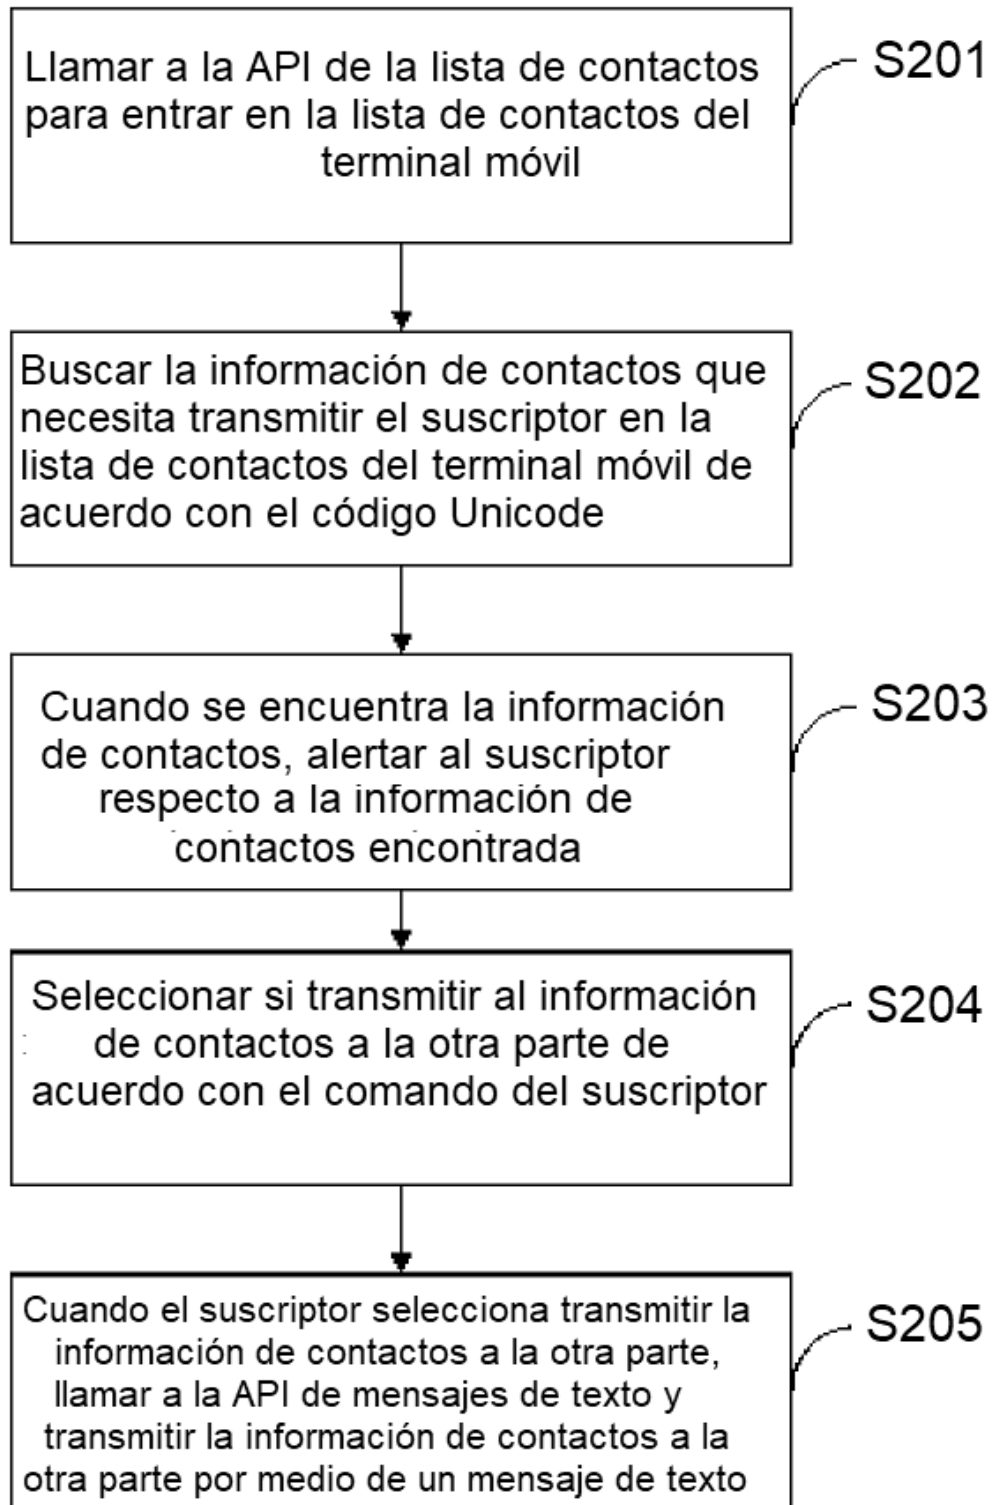 Llamar a la API de la lista de contactos
para entrar en la lista de contactos del
terminal móvil
S201
Buscar la información de contactos que
necesita transmitir el suscriptor en la
lista de contactos del terminal móvil de
acuerdo con el código Unicode
S202
Cuando se encuentra la información
de contactos, alertar al suscriptor
respecto a la información de
contactos encontrada
S203
Seleccionar si transmitir al información
de contactos a la otra parte de
acuerdo con el comando del suscriptor
S204
Cuando el suscriptor selecciona transmitir la
información de contactos a la otra parte,
llamar a la API de mensajes de texto y
transmitir la información de contactos a la
otra parte por medio de un mensaje de texto
S205